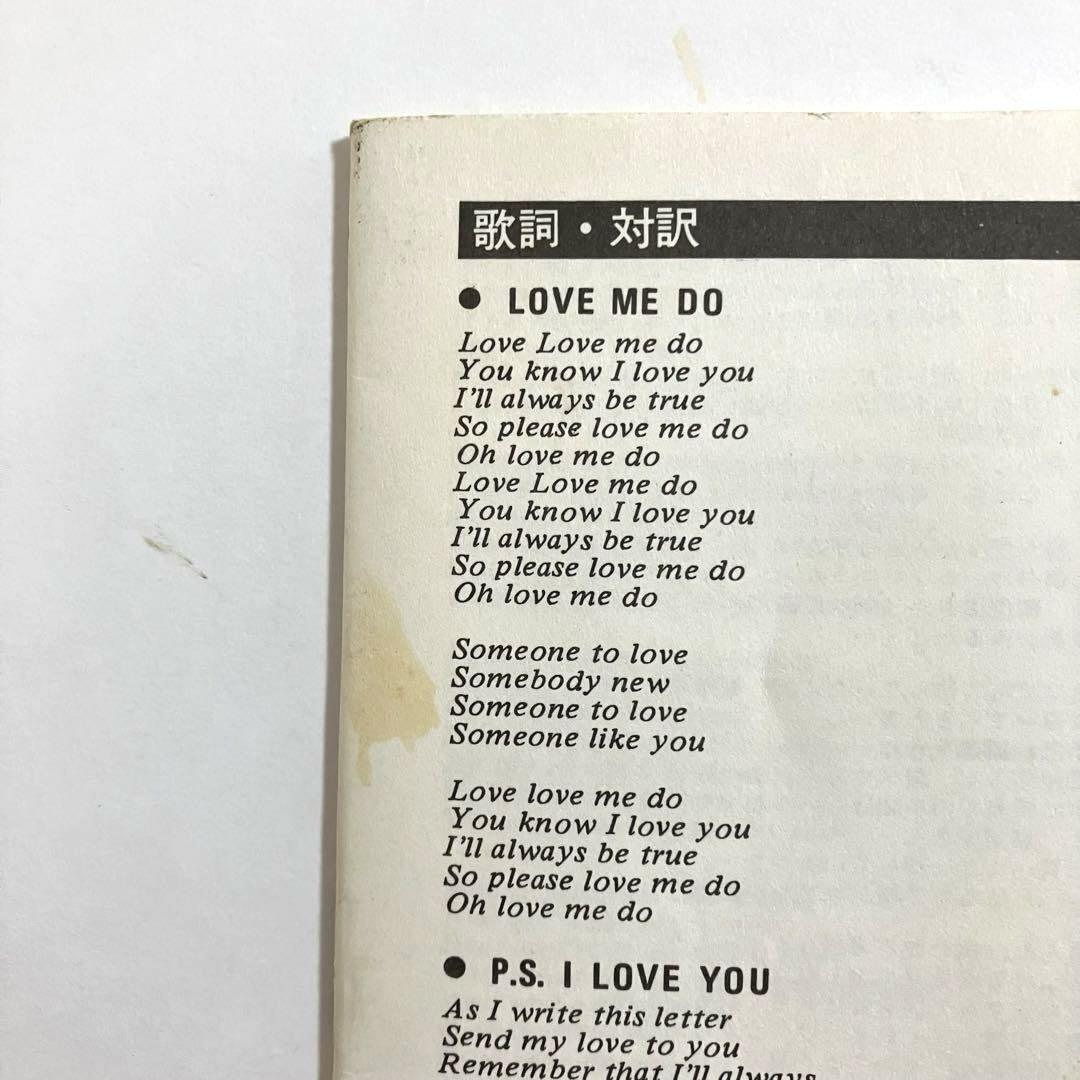 歌詞・対訳
● LOVE ME DO
Love Love me do
You know I love you
I'll always be true
So please love me do
Oh love me do
Love Love me do
You know I love you
I'll always be true
So please love me do
Oh love me do
Someone to love
Somebody new
Someone to love
Someone like you
Love love me do
You know I love you
I'll always be true
So please love me do
Oh love me do
● P.S. I LOVE YOU
As I write this letter
Send my love to you
Remember that I'll always